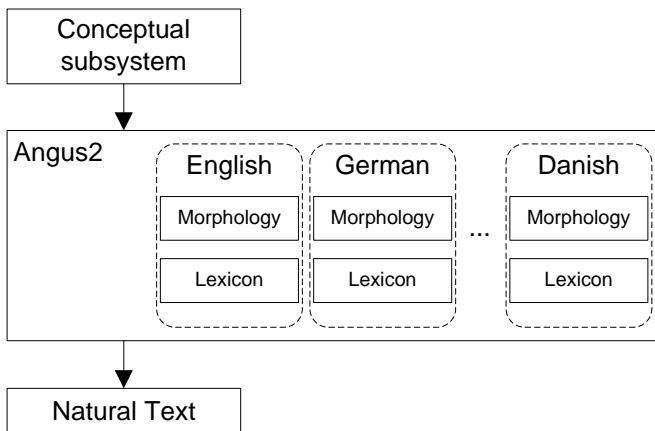 Conceptual
subsystem
Angus2
English
German
Danish
Morphology
Morphology
...
Morphology
Lexicon
Lexicon
Lexicon
Natural Text